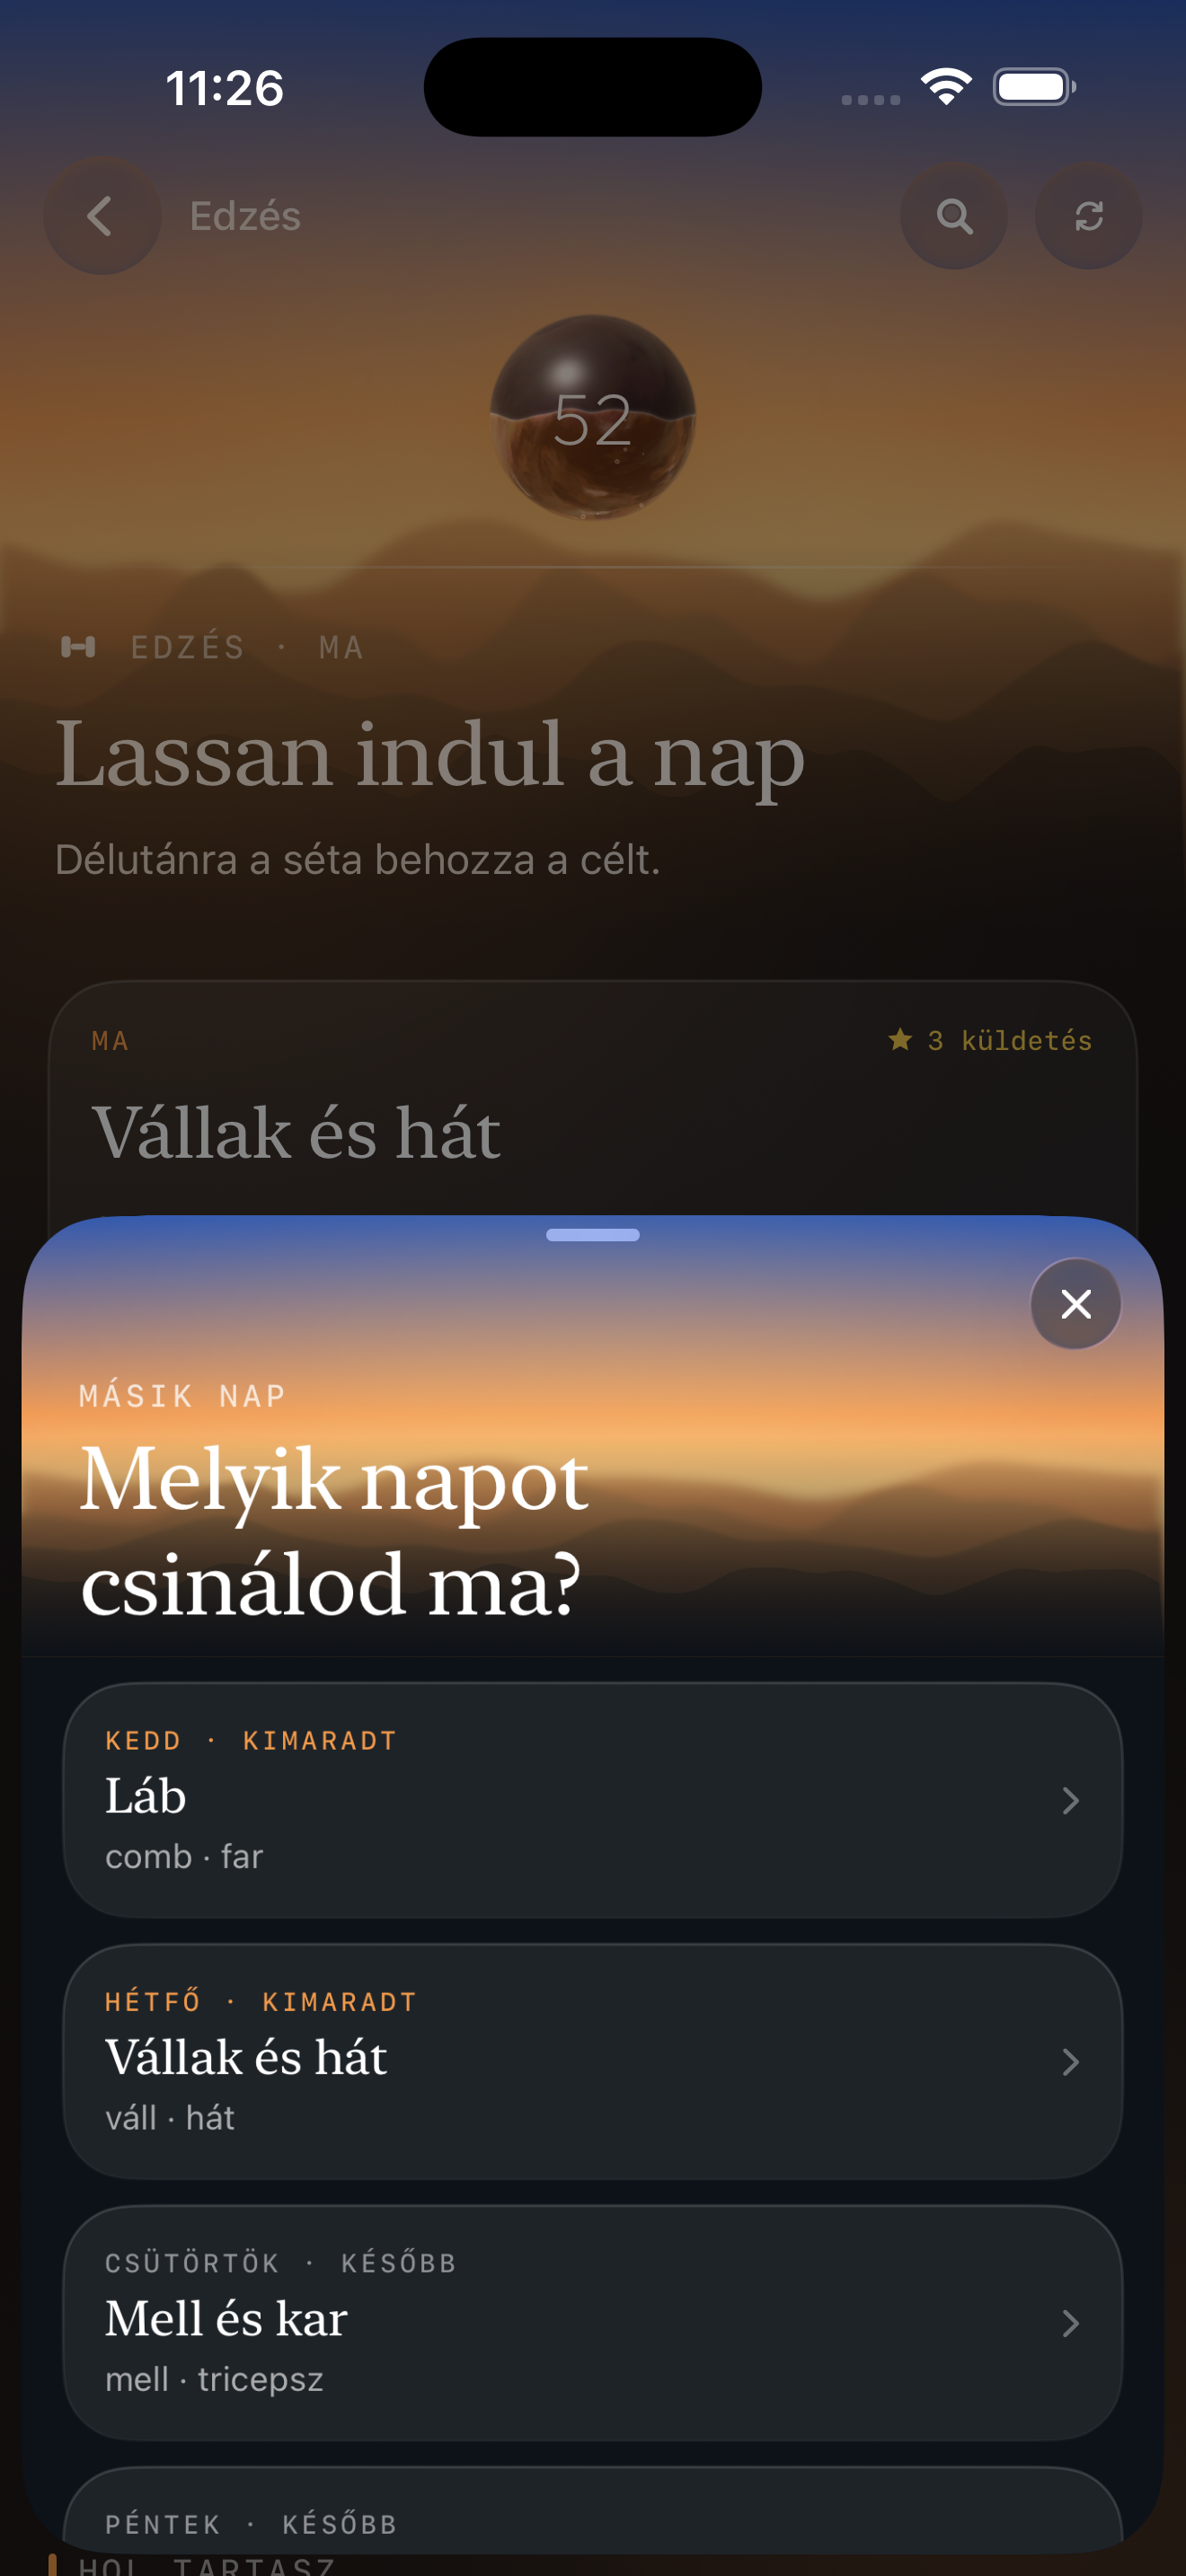 11:26
Edzés
52
EDZÉS · MA
Lassan indul a nap
Délutánra a séta behozza a célt.
MA
3 küldetés
Vállak és hát
MÁSIK NAP
Melyik napot
csinálod ma?
KEDD · KIMARADT
Láb
comb · far
HÉTFŐ · KIMARADT
Vállak és hát
váll · hát
CSÜTÖRTÖK · KÉSŐBB
Mell és kar
mell · tricepsz
PÉNTEK · KÉSŐBB
HOL TARTASZ